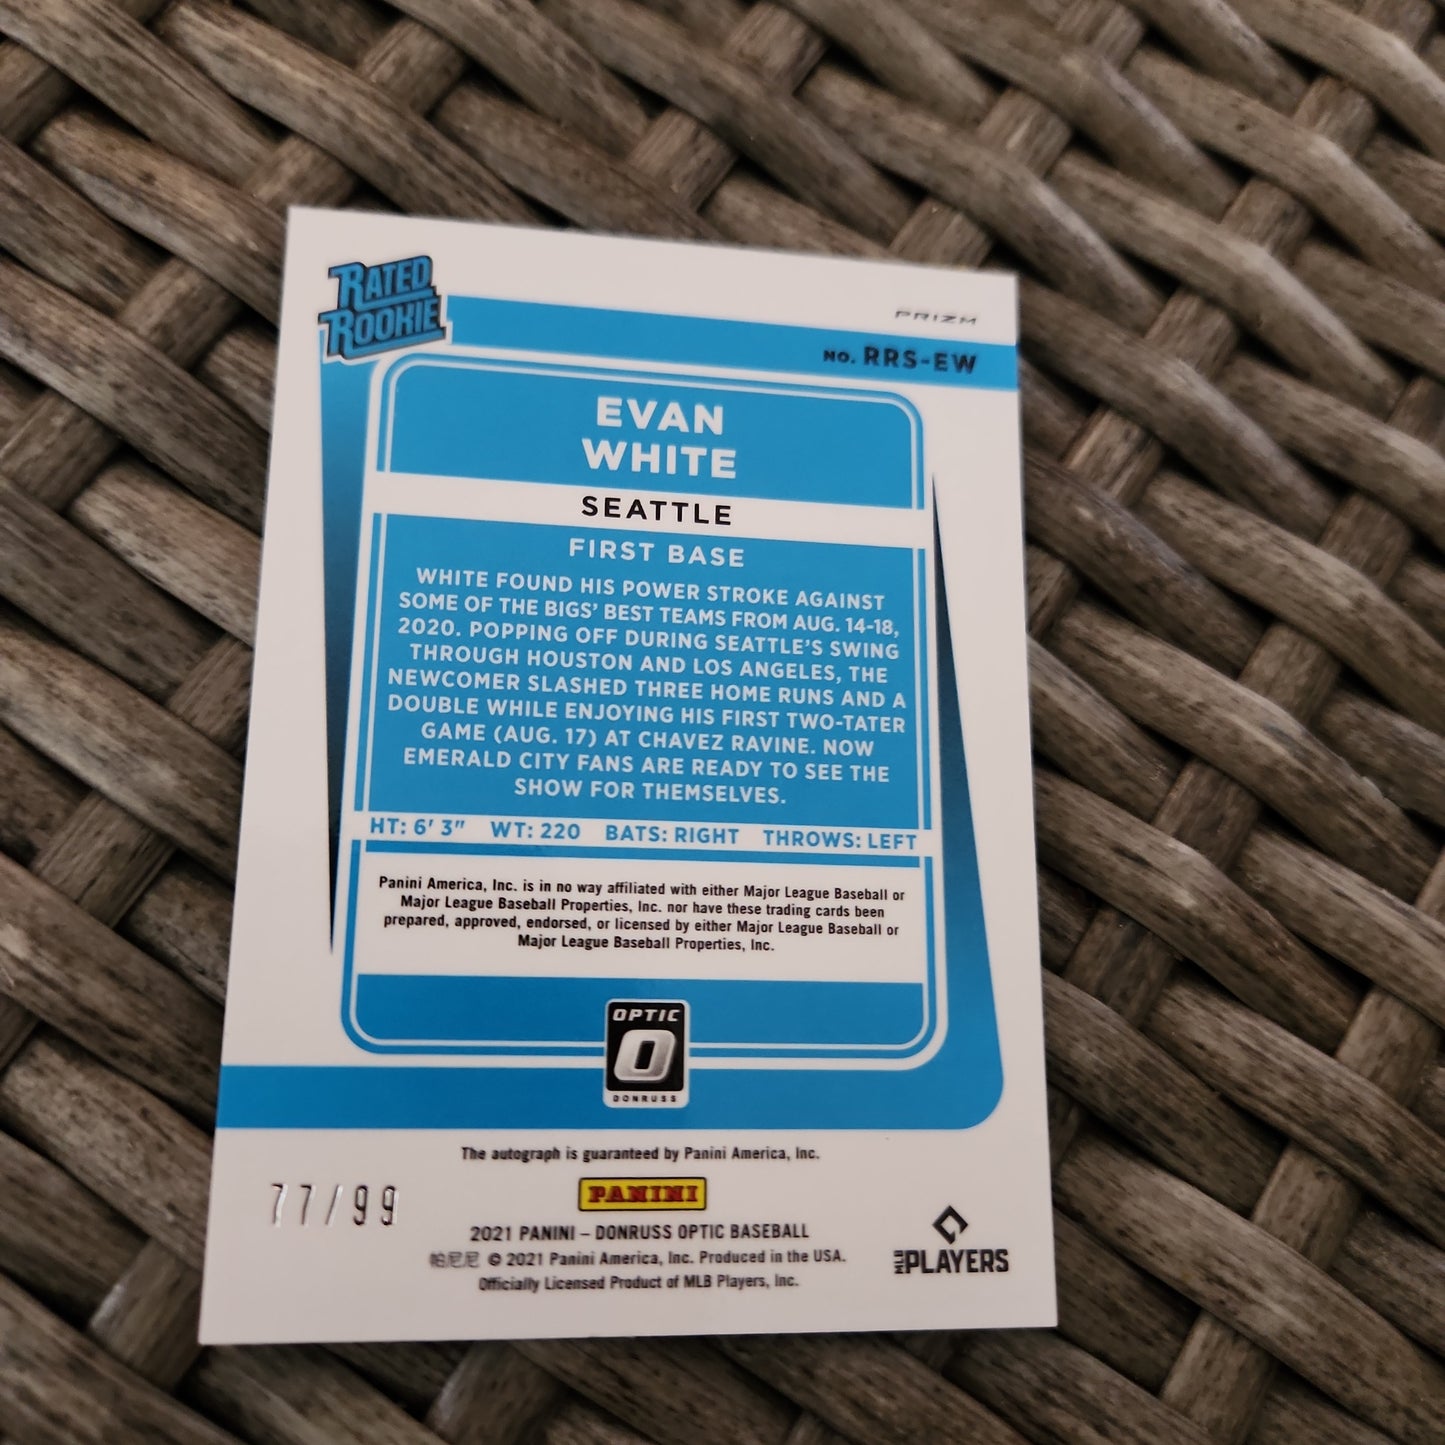 RATED
ROOKIE
PRIZM
NO. RRS-EW
EVAN
WHITE
SEATTLE
FIRST BASE
WHITE FOUND HIS POWER STROKE AGAINST
SOME OF THE BIGS' BEST TEAMS FROM AUG. 14-18,
2020. POPPING OFF DURING SEATTLE'S SWING
THROUGH HOUSTON AND LOS ANGELES, THE
NEWCOMER SLASHED THREE HOME RUNS AND A
DOUBLE WHILE ENJOYING HIS FIRST TWO-TATER
GAME (AUG. 17) AT CHAVEZ RAVINE. NOW
EMERALD CITY FANS ARE READY TO SEE THE
SHOW FOR THEMSELVES.
HT: 6' 3" WT: 220 BATS: RIGHT THROWS: LEFT
Panini America, Inc. is in no way affiliated with either Major League Baseball or
Major League Baseball Properties, Inc. nor have these trading cards been
prepared, approved, endorsed, or licensed by either Major League Baseball or
Major League Baseball Properties, Inc.
OPTIC
O
DONRUSS
The autograph is guaranteed by Panini America, Inc.
77/99
PANINI
2021 PANINI – DONRUSS OPTIC BASEBALL
帕尼尼 © 2021 Panini America, Inc. Produced in the USA.
Officially Licensed Product of MLB Players, Inc.
MLB PLAYERS